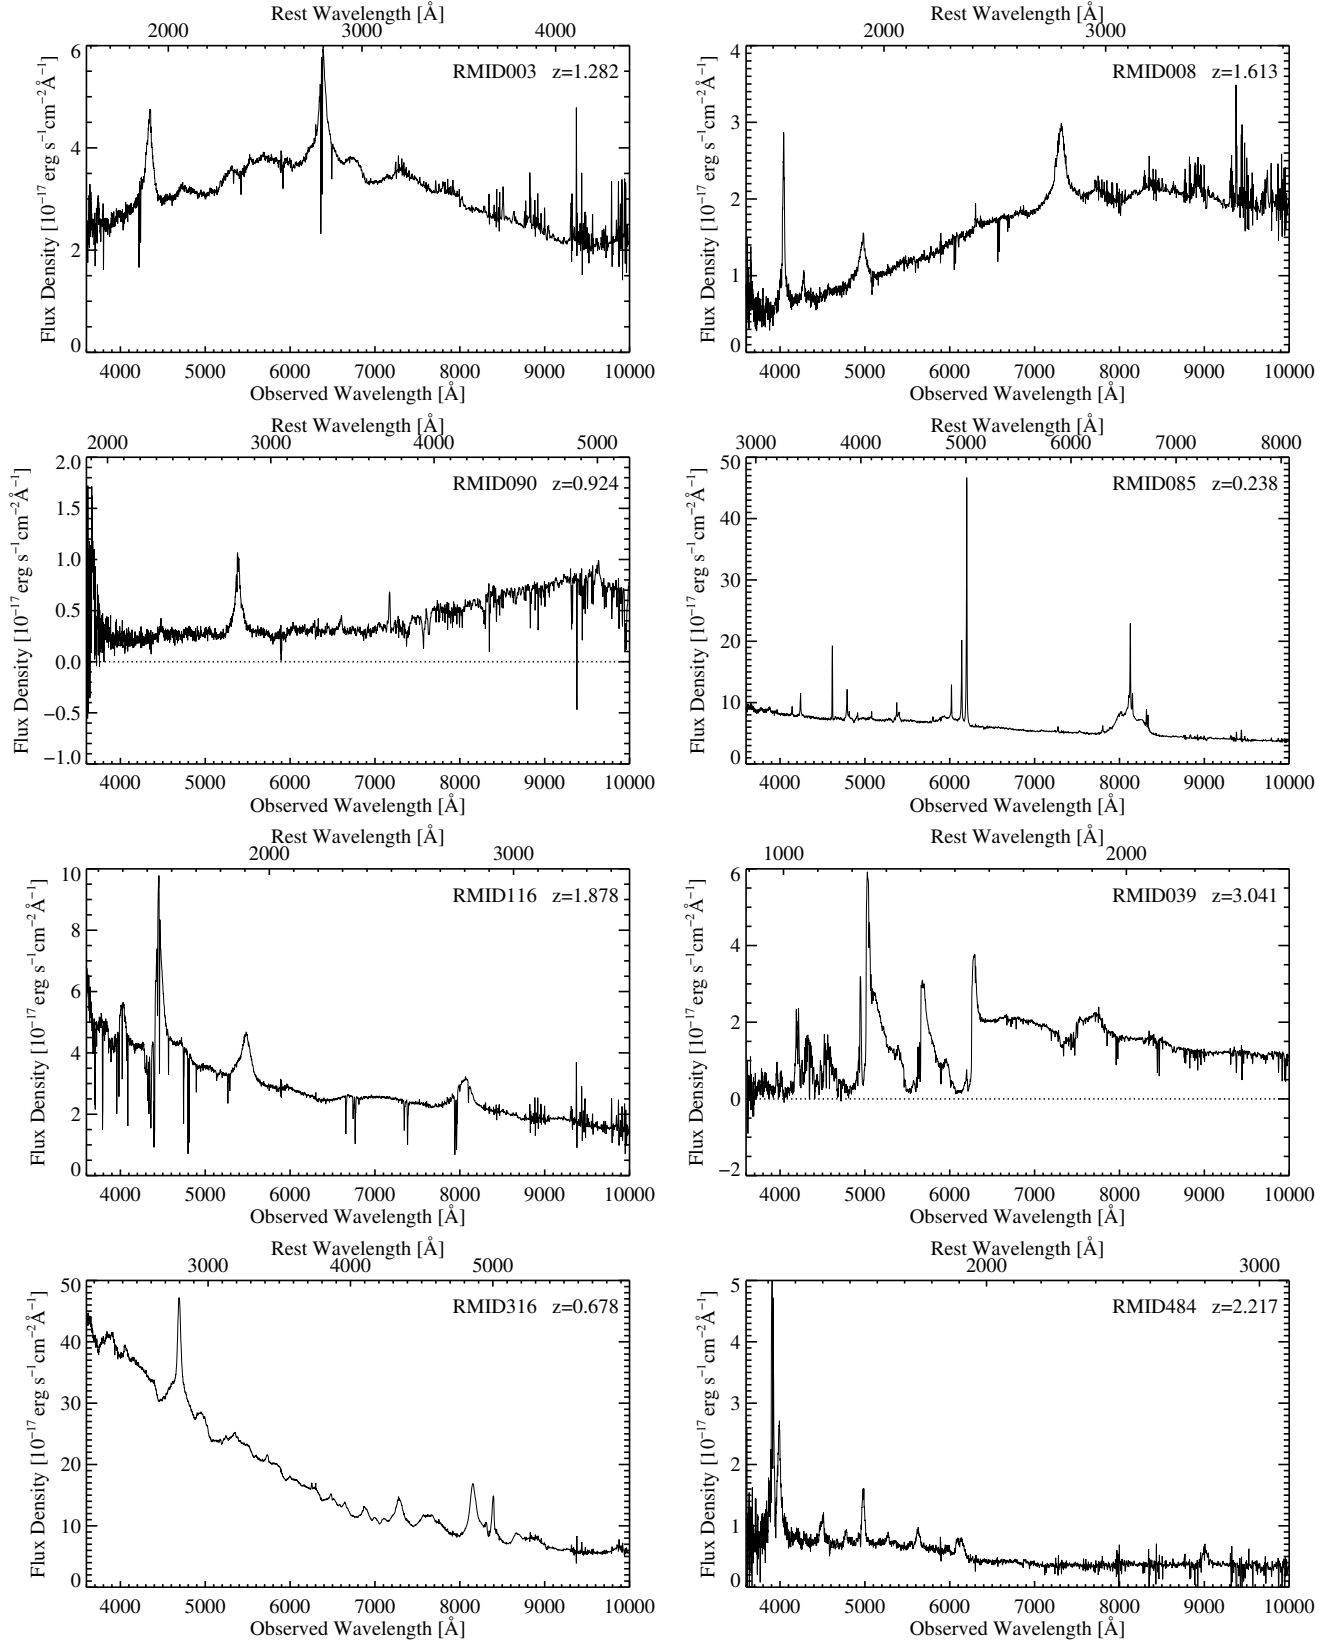 Rest Wavelength [Å]
2000 3000 4000
RMID003 z=1.282
Flux Density [10⁻¹⁷ erg s⁻¹cm⁻²Å⁻¹]
6
4
2
0
4000 5000 6000 7000 8000 9000 10000
Observed Wavelength [Å]
Rest Wavelength [Å]
2000 3000
RMID008 z=1.613
Flux Density [10⁻¹⁷ erg s⁻¹cm⁻²Å⁻¹]
4
3
2
1
0
4000 5000 6000 7000 8000 9000 10000
Observed Wavelength [Å]
Rest Wavelength [Å]
2000 3000 4000 5000
RMID090 z=0.924
Flux Density [10⁻¹⁷ erg s⁻¹cm⁻²Å⁻¹]
2.0
1.5
1.0
0.5
0.0
−0.5
−1.0
4000 5000 6000 7000 8000 9000 10000
Observed Wavelength [Å]
Rest Wavelength [Å]
3000 4000 5000 6000 7000 8000
RMID085 z=0.238
Flux Density [10⁻¹⁷ erg s⁻¹cm⁻²Å⁻¹]
50
40
30
20
10
0
4000 5000 6000 7000 8000 9000 10000
Observed Wavelength [Å]
Rest Wavelength [Å]
2000 3000
RMID116 z=1.878
Flux Density [10⁻¹⁷ erg s⁻¹cm⁻²Å⁻¹]
10
8
6
4
2
0
4000 5000 6000 7000 8000 9000 10000
Observed Wavelength [Å]
Rest Wavelength [Å]
1000 2000
RMID039 z=3.041
Flux Density [10⁻¹⁷ erg s⁻¹cm⁻²Å⁻¹]
6
4
2
0
−2
4000 5000 6000 7000 8000 9000 10000
Observed Wavelength [Å]
Rest Wavelength [Å]
3000 4000 5000
RMID316 z=0.678
Flux Density [10⁻¹⁷ erg s⁻¹cm⁻²Å⁻¹]
50
40
30
20
10
0
4000 5000 6000 7000 8000 9000 10000
Observed Wavelength [Å]
Rest Wavelength [Å]
2000 3000
RMID484 z=2.217
Flux Density [10⁻¹⁷ erg s⁻¹cm⁻²Å⁻¹]
5
4
3
2
1
0
4000 5000 6000 7000 8000 9000 10000
Observed Wavelength [Å]